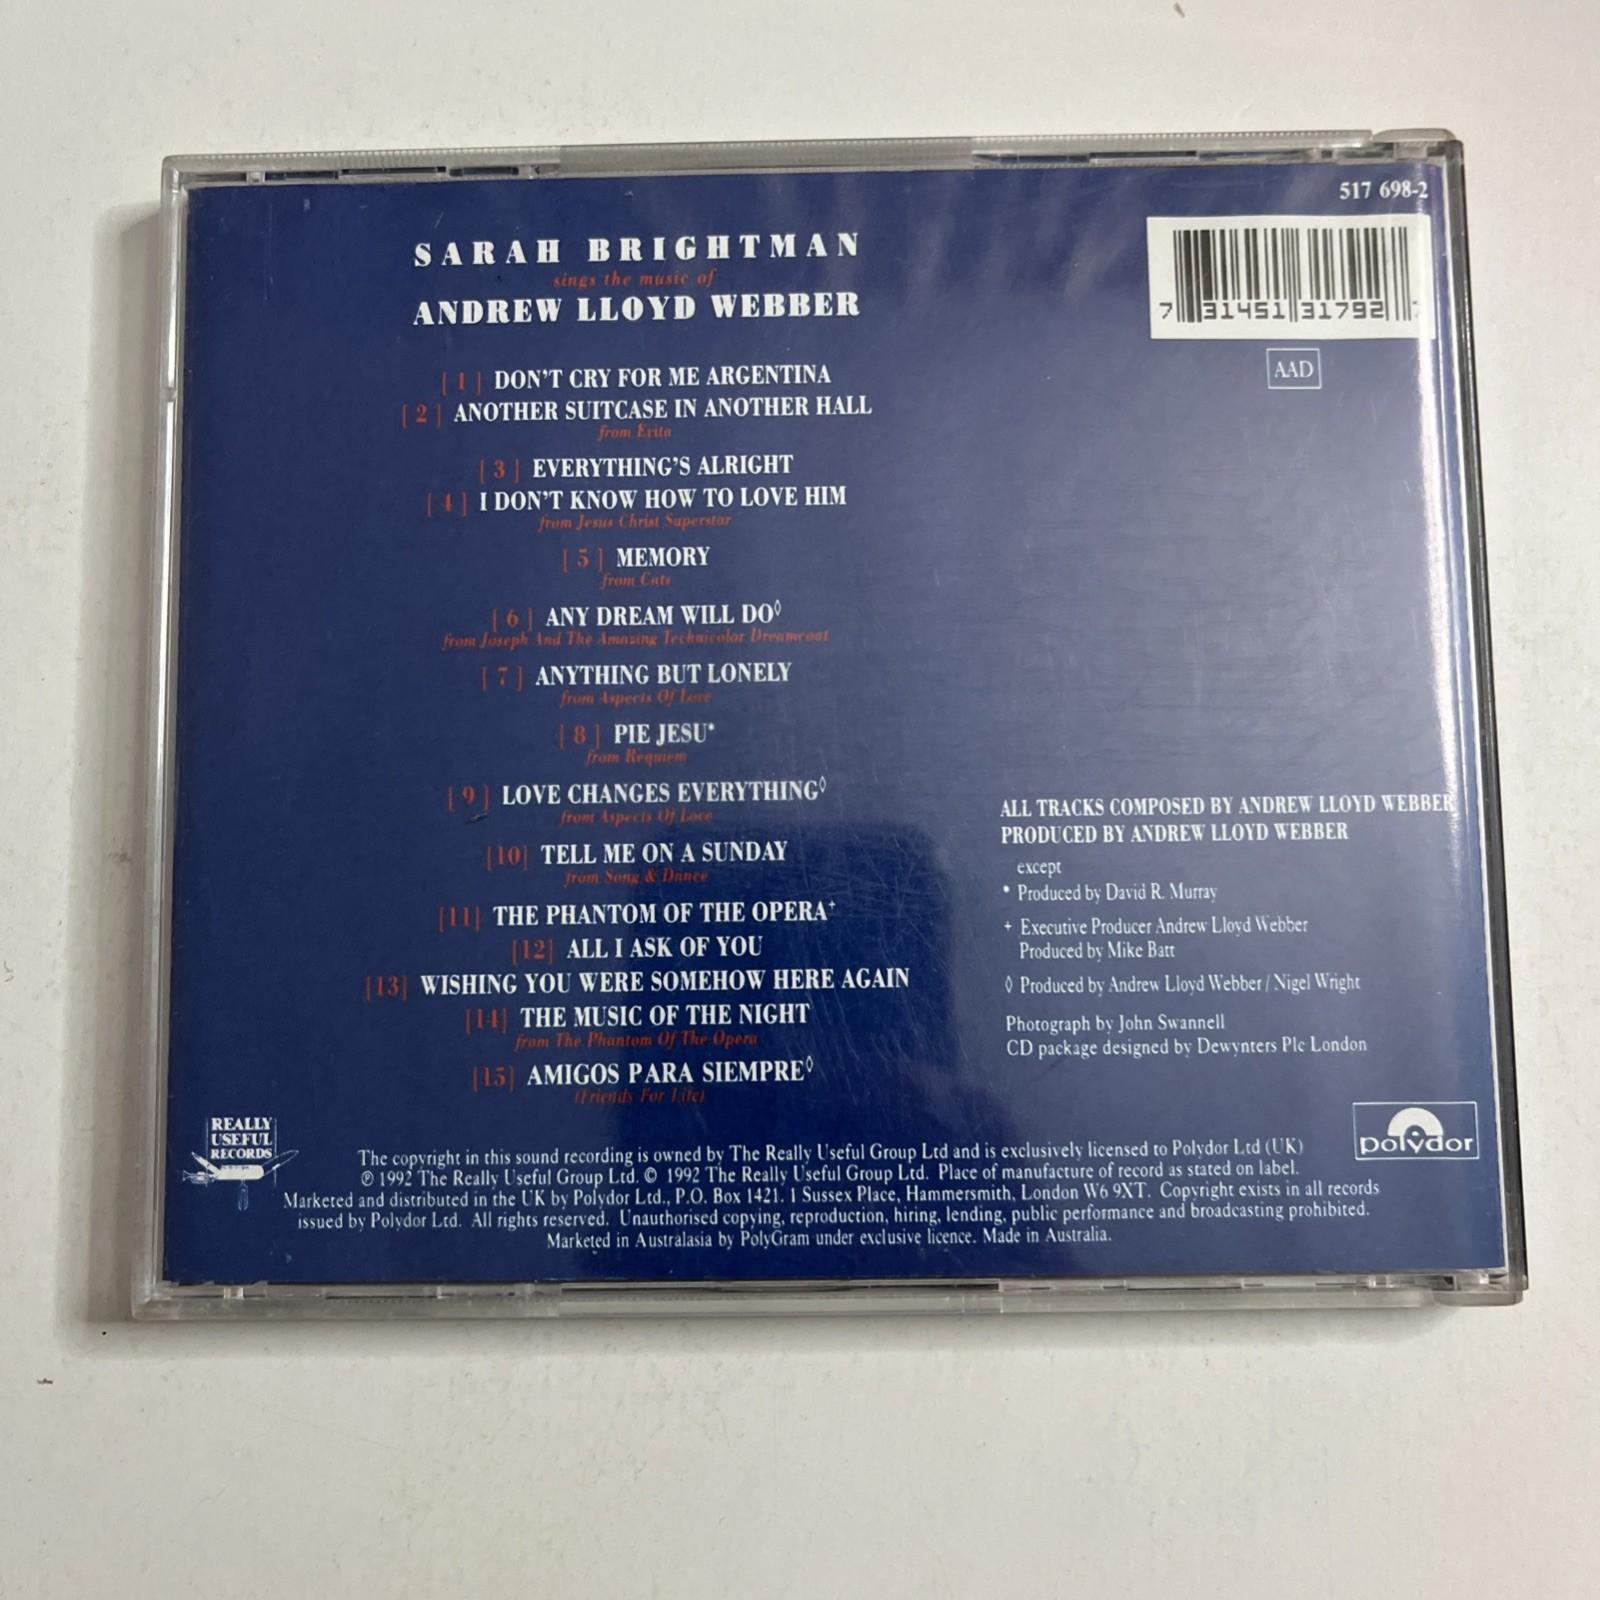 517 698-2
SARAH BRIGHTMAN
sings the music of
ANDREW LLOYD WEBBER
7 31451 31792 7
AAD
[1] DON'T CRY FOR ME ARGENTINA
[2] ANOTHER SUITCASE IN ANOTHER HALL
from Evita
[3] EVERYTHING'S ALRIGHT
[4] I DON'T KNOW HOW TO LOVE HIM
from Jesus Christ Superstar
[5] MEMORY
from Cats
[6] ANY DREAM WILL DO◊
from Joseph And The Amazing Technicolor Dreamcoat
[7] ANYTHING BUT LONELY
from Aspects Of Love
[8] PIE JESU*
from Requiem
[9] LOVE CHANGES EVERYTHING◊
from Aspects Of Love
[10] TELL ME ON A SUNDAY
from Song & Dance
[11] THE PHANTOM OF THE OPERA+
[12] ALL I ASK OF YOU
[13] WISHING YOU WERE SOMEHOW HERE AGAIN
[14] THE MUSIC OF THE NIGHT
from The Phantom Of The Opera
[15] AMIGOS PARA SIEMPRE◊
(Friends For Life)
ALL TRACKS COMPOSED BY ANDREW LLOYD WEBBER
PRODUCED BY ANDREW LLOYD WEBBER
except
* Produced by David R. Murray
+ Executive Producer Andrew Lloyd Webber
Produced by Mike Batt
◊ Produced by Andrew Lloyd Webber / Nigel Wright
Photograph by John Swannell
CD package designed by Dewynters Plc London
REALLY
USEFUL
RECORDS
polydor
The copyright in this sound recording is owned by The Really Useful Group Ltd and is exclusively licensed to Polydor Ltd (UK)
℗ 1992 The Really Useful Group Ltd. © 1992 The Really Useful Group Ltd. Place of manufacture of record as stated on label.
Marketed and distributed in the UK by Polydor Ltd., P.O. Box 1421. 1 Sussex Place, Hammersmith, London W6 9XT. Copyright exists in all records
issued by Polydor Ltd. All rights reserved. Unauthorised copying, reproduction, hiring, lending, public performance and broadcasting prohibited.
Marketed in Australasia by PolyGram under exclusive licence. Made in Australia.